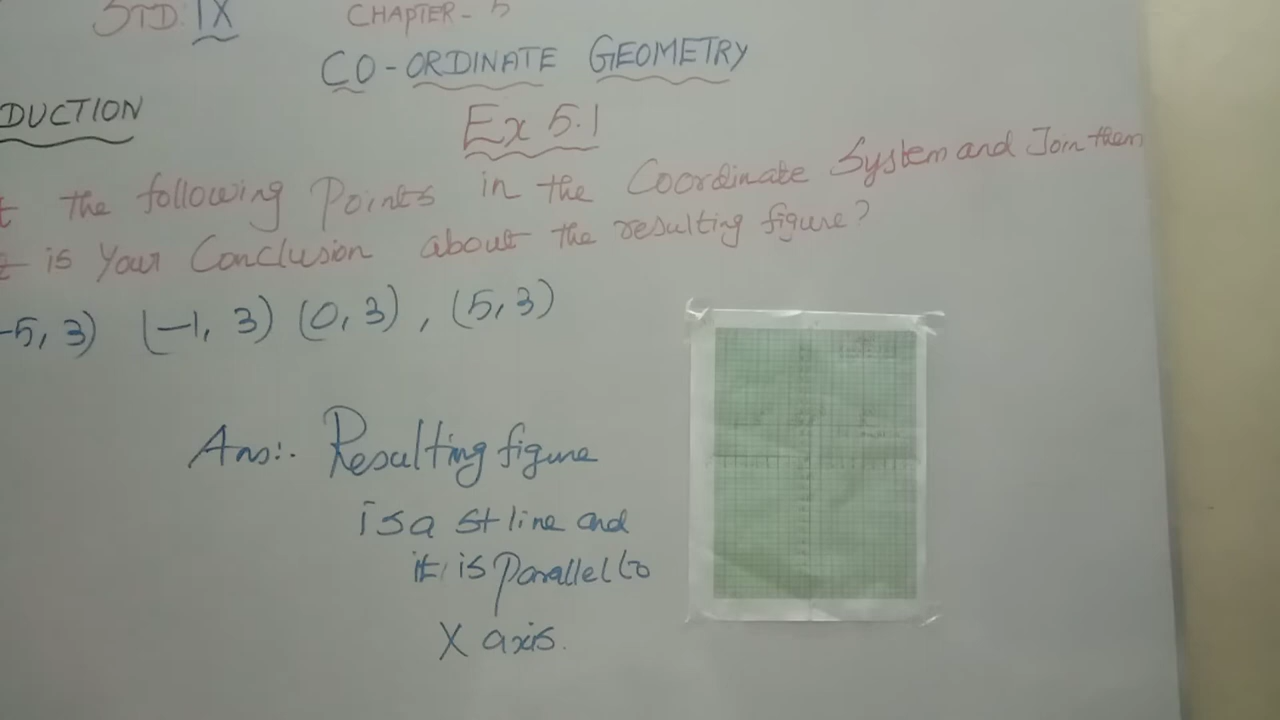 STD: IX CHAPTER - 5
CO-ORDINATE GEOMETRY
DUCTION
Ex 5.1
the following Points in the Coordinate System and Join them
is Your Conclusion about the resulting figure?
-5, 3) (-1, 3) (0, 3) , (5, 3)
Ans:. Resulting figure
is a st line and
it is parallel to
X axis.